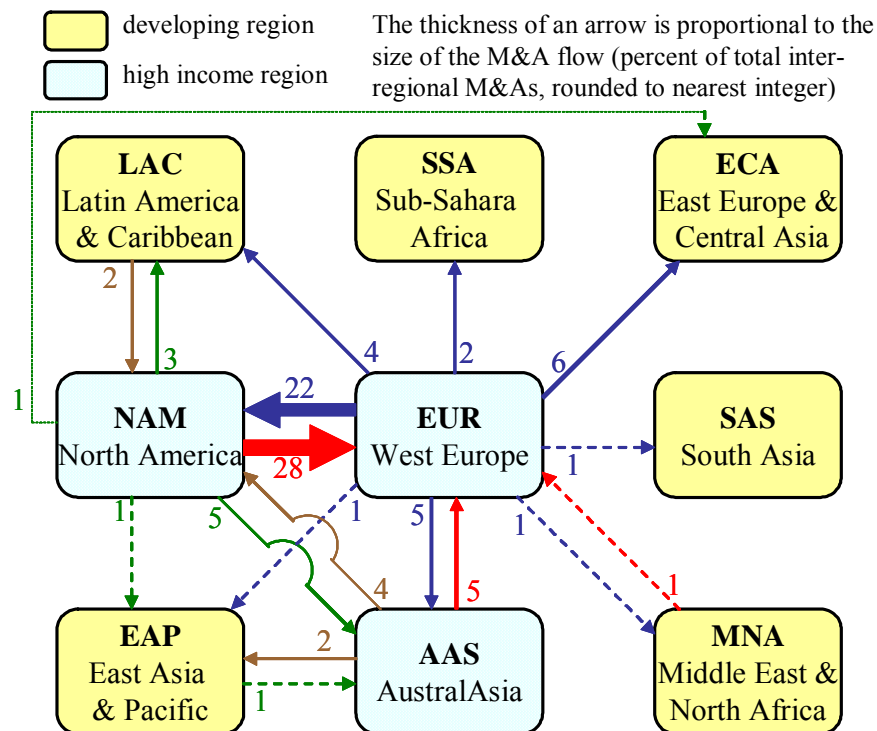 developing region
high income region
The thickness of an arrow is proportional to the
size of the M&A flow (percent of total inter-
regional M&As, rounded to nearest integer)
LAC
Latin America
& Caribbean
SSA
Sub-Sahara
Africa
ECA
East Europe &
Central Asia
2
3
4
2
6
1
NAM
North America
22
28
EUR
West Europe
1
SAS
South Asia
1
5
1
5
1
4
5
1
EAP
East Asia
& Pacific
2
1
AAS
AustralAsia
MNA
Middle East &
North Africa